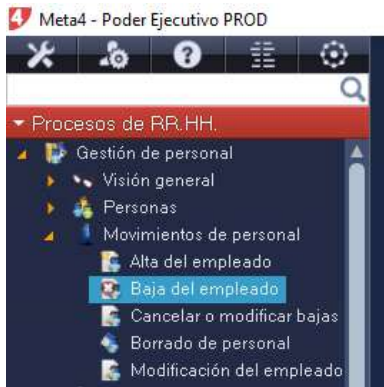 Meta4 - Poder Ejecutivo PROD
Procesos de RR.HH.
Gestión de personal
Visión general
Personas
Movimientos de personal
Alta del empleado
Baja del empleado
Cancelar o modificar bajas
Borrado de personal
Modificación del empleado